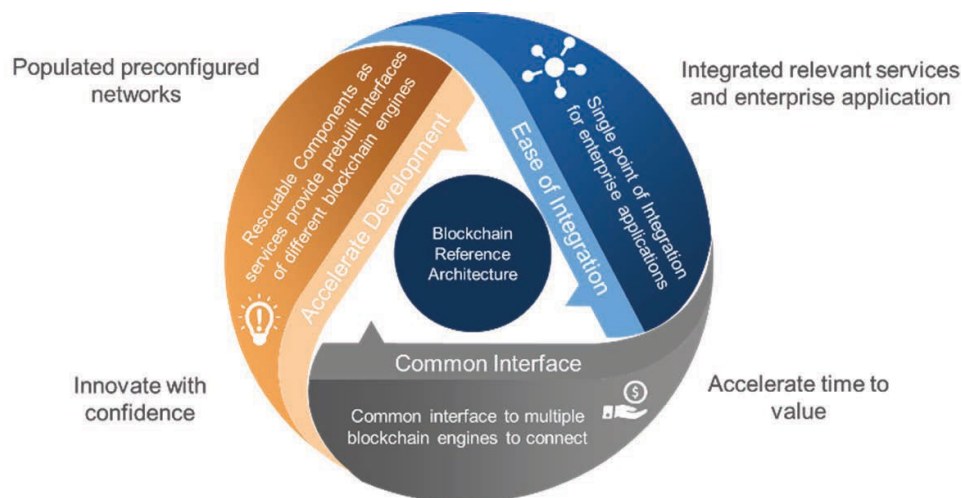 Populated preconfigured
networks
Integrated relevant services
and enterprise application
Rescuable Components as
services provide prebuilt interfaces
of different blockchain engines
Accelerate Development
Ease of Integration
Single point of Integration
for enterprise applications
Blockchain
Reference
Architecture
Common Interface
Common interface to multiple
blockchain engines to connect
$
Innovate with
confidence
Accelerate time to
value